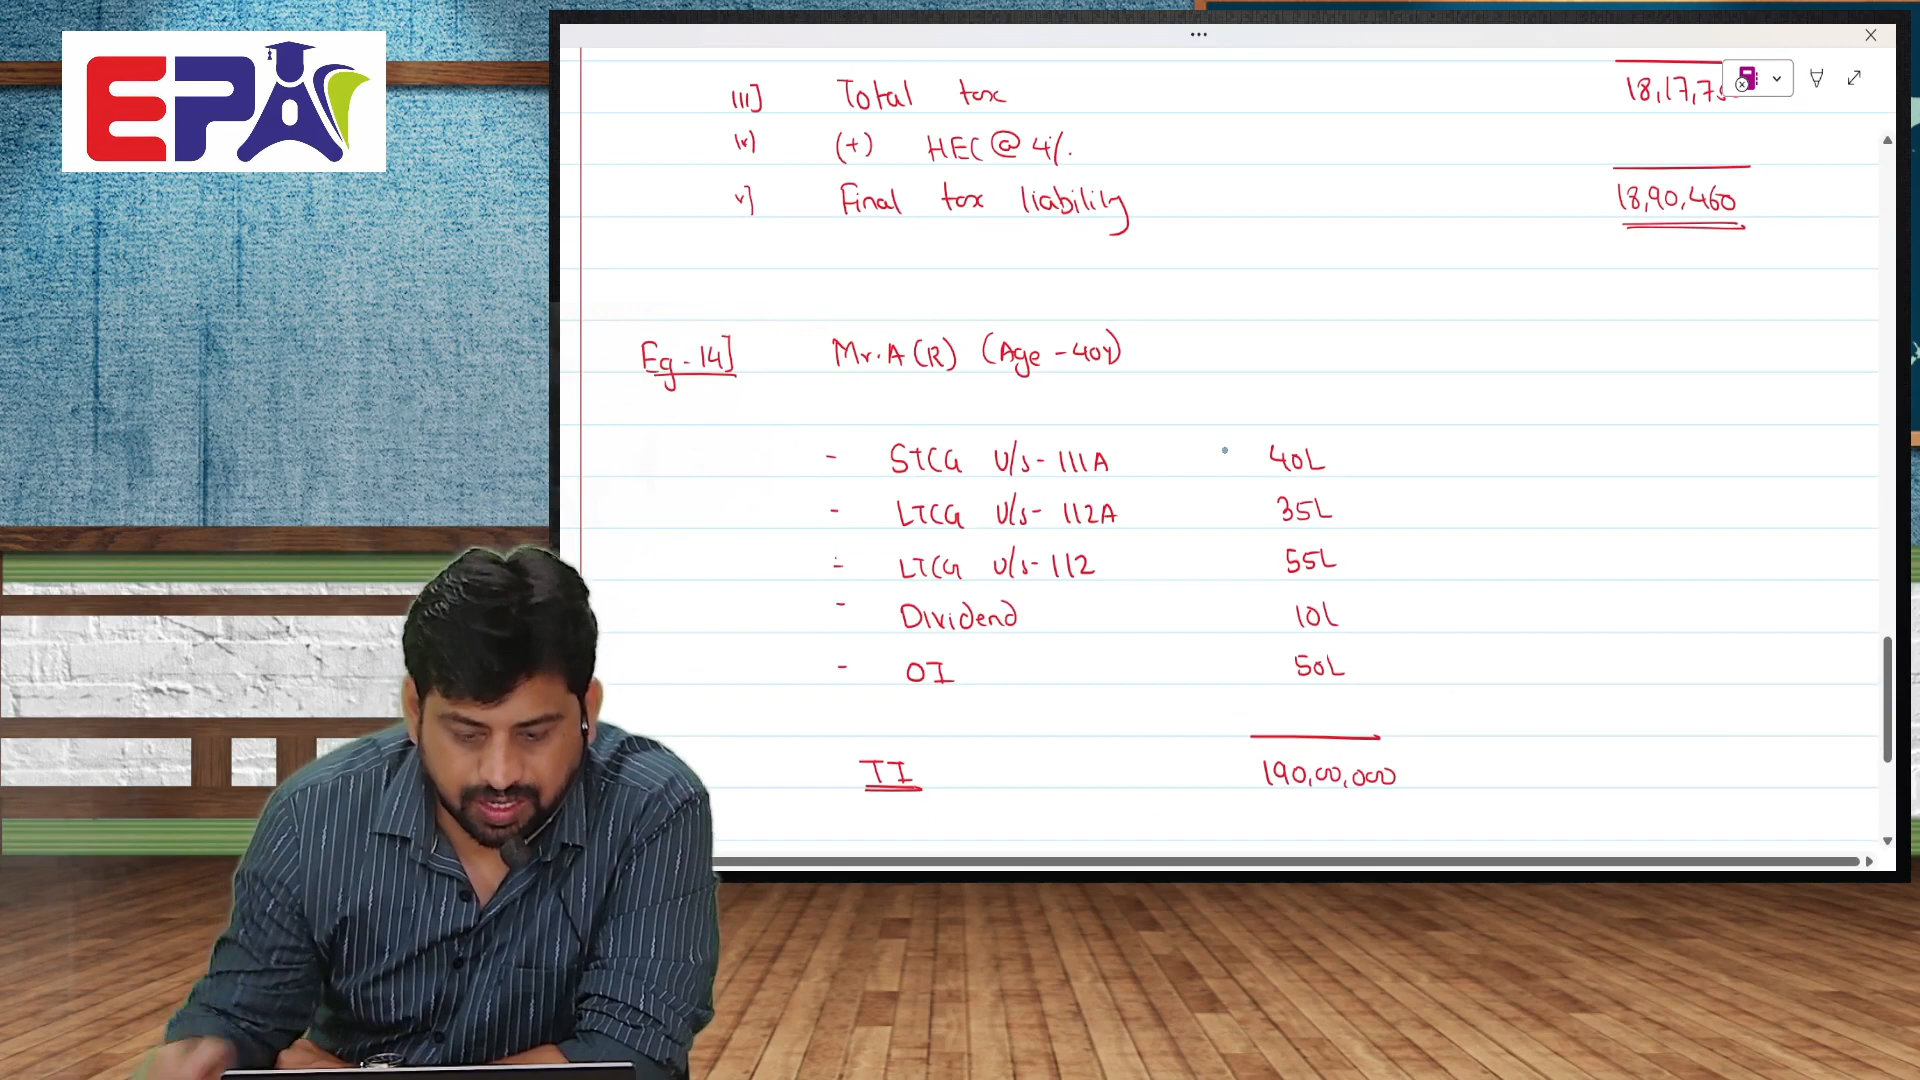 EPA
III] Total tax 18,17,75
iv) (+) HEC @ 4%.
v] Final tax liability 18,90,460
Eg-14] Mr. A (R) (Age - 40y)
- STCG U/s - 111A 40L
- LTCG U/s - 112A 35L
- LTCG U/s - 112 55L
- Dividend 10L
- OI 50L
TI 190,00,000